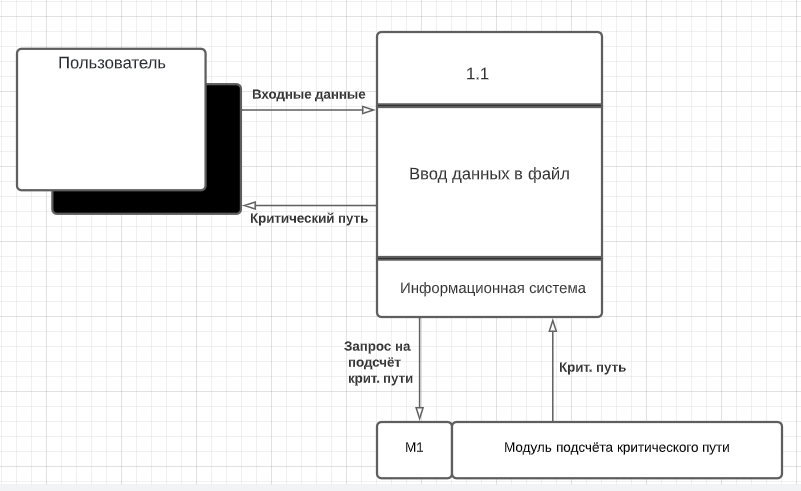 Пользователь
1.1
Входные данные
Ввод данных в файл
Критический путь
Информационная система
Запрос на
подсчёт
крит. пути
Крит. путь
М1
Модуль подсчёта критического пути